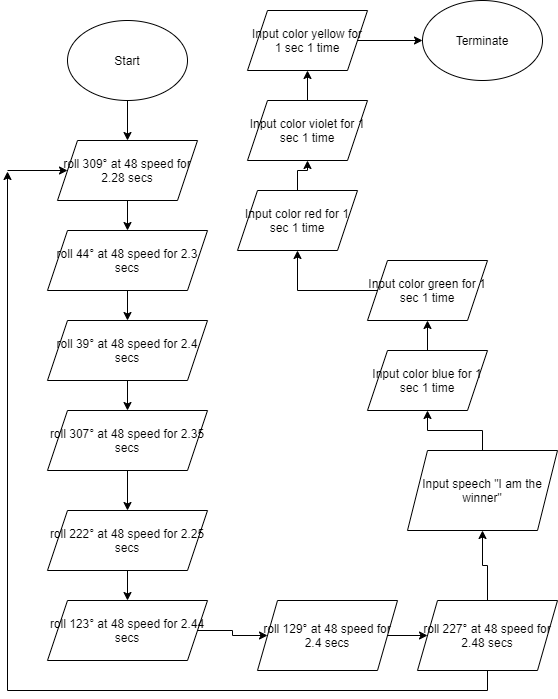 Start
roll 309° at 48 speed for
2.28 secs
roll 44° at 48 speed for 2.3
secs
roll 39° at 48 speed for 2.4
secs
roll 307° at 48 speed for 2.35
secs
roll 222° at 48 speed for 2.25
secs
roll 123° at 48 speed for 2.44
secs
roll 129° at 48 speed for
2.4 secs
roll 227° at 48 speed for
2.48 secs
Input speech "I am the
winner"
Input color blue for 1
sec 1 time
Input color green for 1
sec 1 time
Input color red for 1
sec 1 time
Input color violet for 1
sec 1 time
Input color yellow for
1 sec 1 time
Terminate